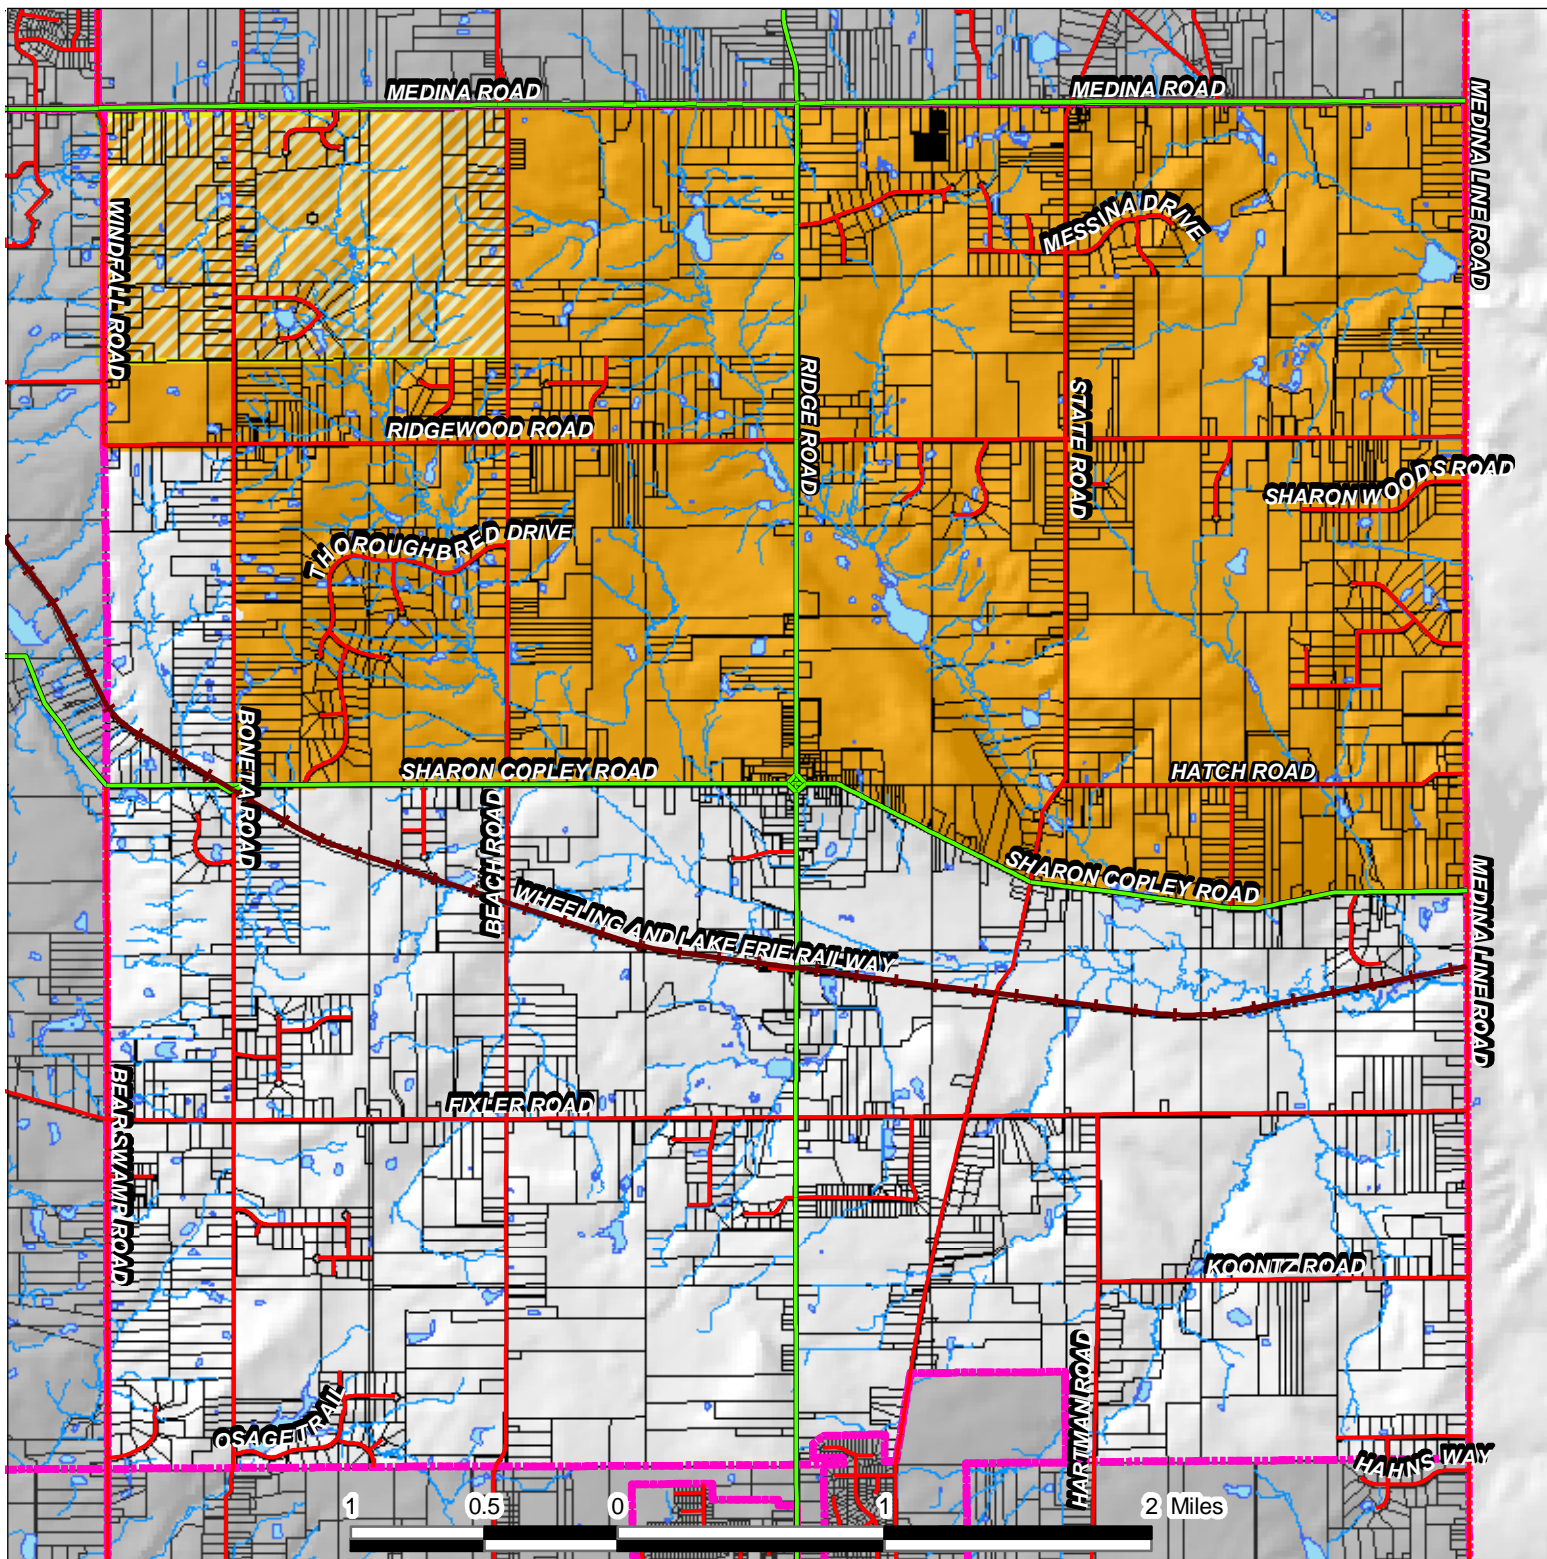 MEDINA ROAD
MEDINA ROAD
MEDINA LINE ROAD
WINDFALL ROAD
MESSINA DRIVE
RIDGE ROAD
STATE ROAD
RIDGEWOOD ROAD
SHARON WOODS ROAD
THOROUGHBRED DRIVE
BONETA ROAD
SHARON COPLEY ROAD
HATCH ROAD
BEACH ROAD
SHARON COPLEY ROAD
MEDINA LINE ROAD
WHEELING AND LAKE ERIE RAILWAY
BEAR SWAMP ROAD
FIXLER ROAD
KOONTZ ROAD
HARTMAN ROAD
OSAGE TRAIL
HAHNS WAY
1 0.5 0 1 2 Miles